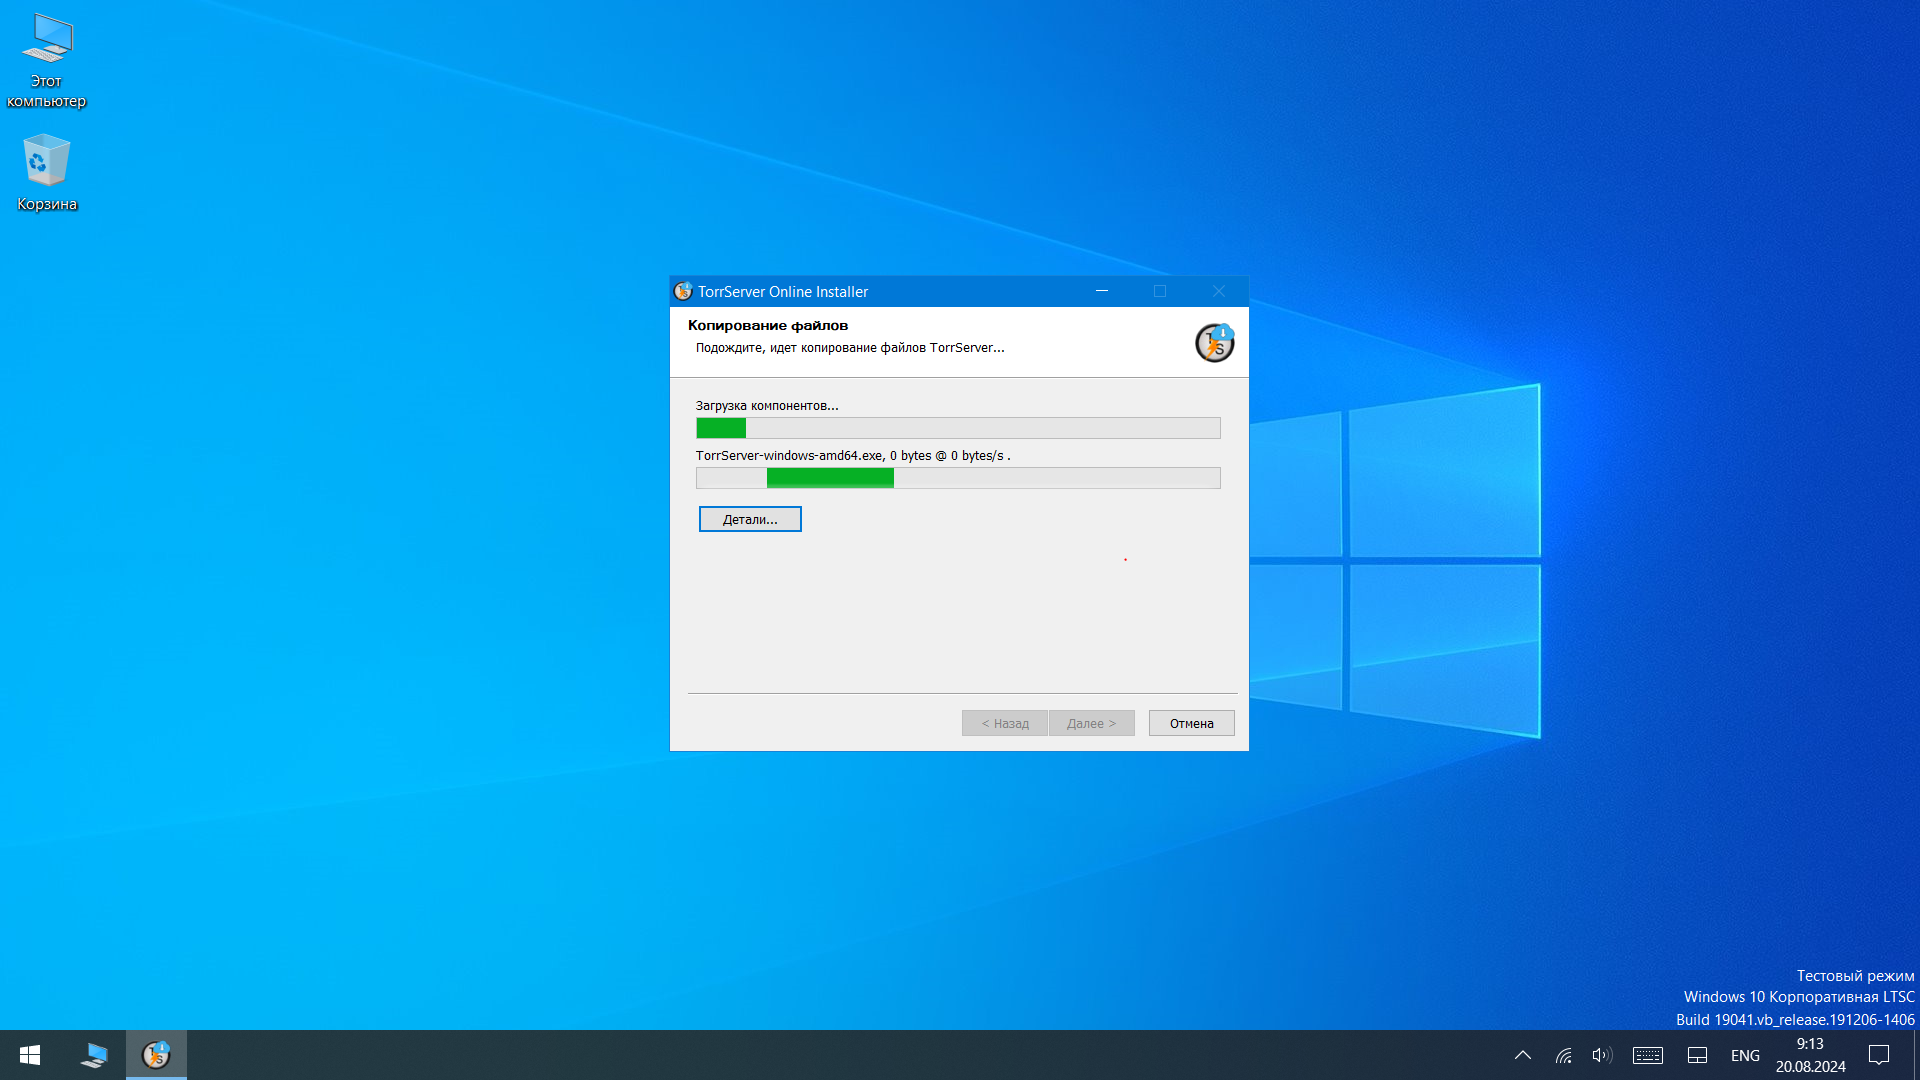 Этот
компьютер
Корзина
TorrServer Online Installer
Копирование файлов
Подождите, идет копирование файлов TorrServer...
Загрузка компонентов...
TorrServer-windows-amd64.exe, 0 bytes @ 0 bytes/s .
Детали...
< Назад
Далее >
Отмена
Тестовый режим
Windows 10 Корпоративная LTSC
Build 19041.vb_release.191206-1406
ENG
9:13
20.08.2024